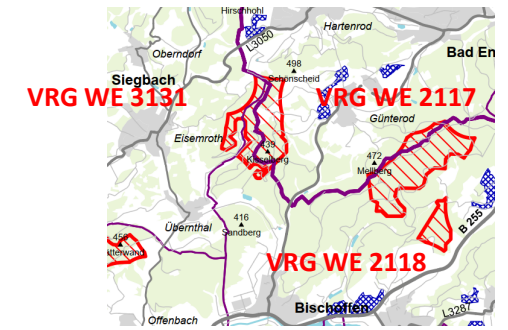 Hirschhohl
Hartenrod
L3050
Oberndorf
Bad En
498
Schönscheid
Siegbach
VRG WE 3131
VRG WE 2117
Günterod
Eisemroth
439
472
Mellberg
416
Sandberg
Übernthal
B 255
VRG WE 2118
Bischoffen
L3287
Offenbach